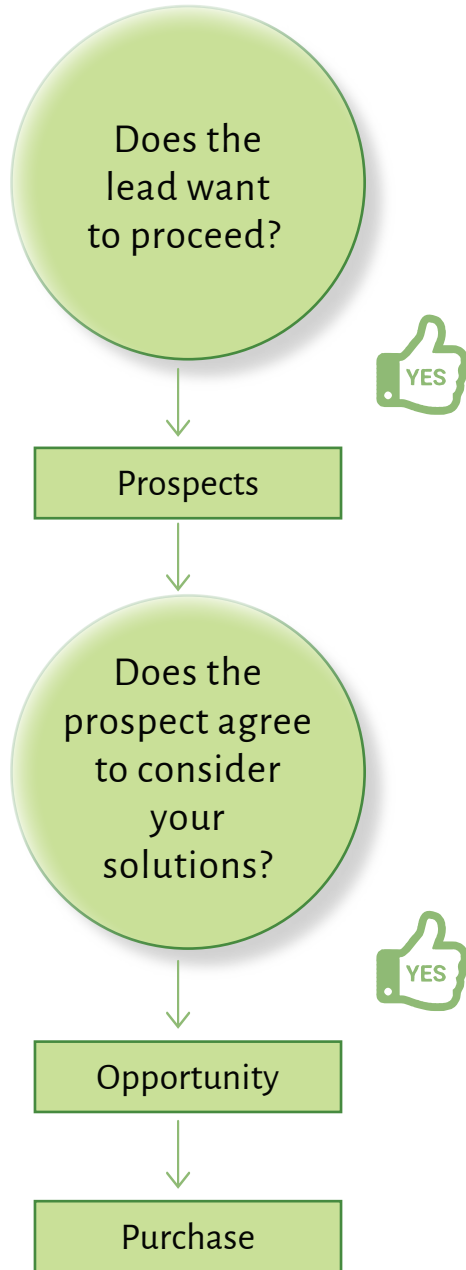 Does the
lead want
to proceed?
YES
Prospects
Does the
prospect agree
to consider
your
solutions?
YES
Opportunity
Purchase